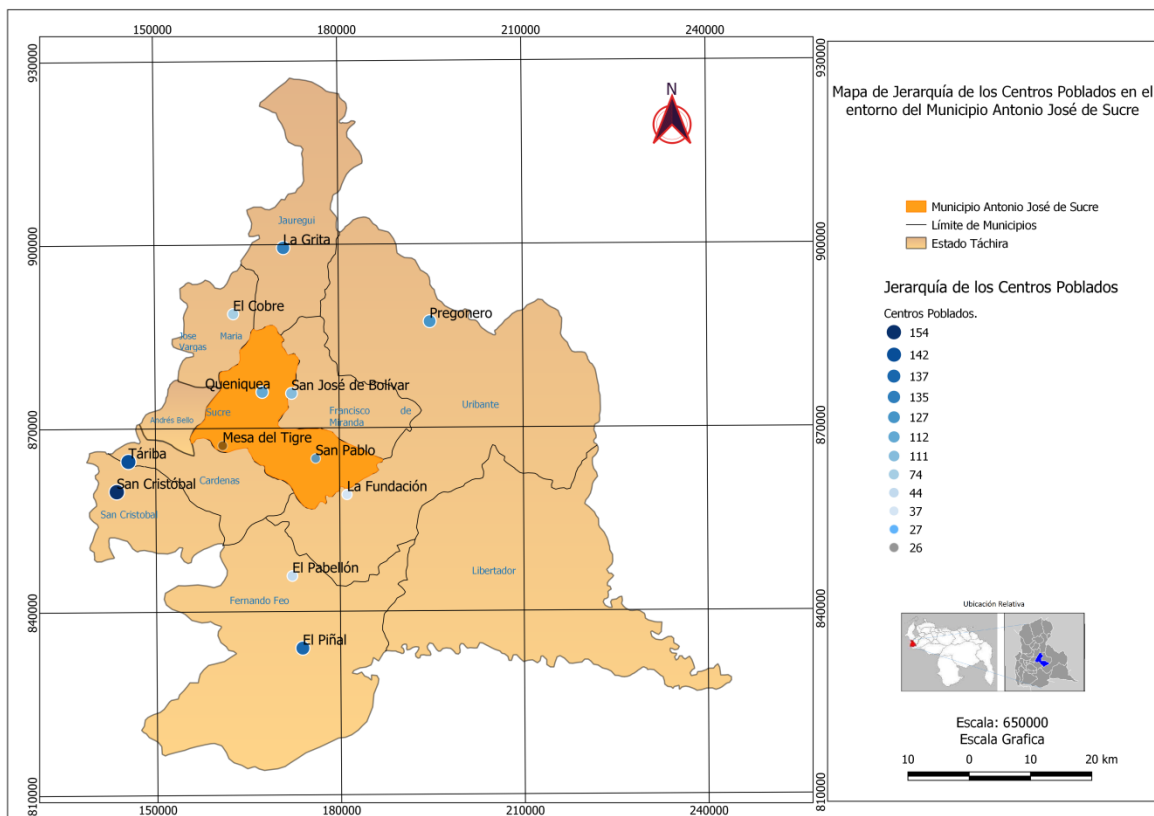 150000
180000
210000
240000
930000
930000
N
Mapa de Jerarquía de los Centros Poblados en el
entorno del Municipio Antonio José de Sucre
Jauregui
La Grita
900000
900000
Municipio Antonio José de Sucre
Límite de Municipios
Estado Táchira
El Cobre
Pregonero
Jose Maria
Vargas
Jerarquía de los Centros Poblados
Centros Poblados.
154
142
137
135
127
112
111
74
44
37
27
26
Queniquea
San José de Bolívar
Sucre
Francisco de
Miranda
Uribante
Andrés Bello
870000
870000
Mesa del Tigre
San Pablo
Táriba
Cardenas
San Cristóbal
La Fundación
San Cristobal
El Pabellón
Libertador
Fernando Feo
840000
840000
El Piñal
Ubicación Relativa
Escala: 650000
Escala Grafica
10 0 10 20 km
810000
810000
150000
180000
210000
240000